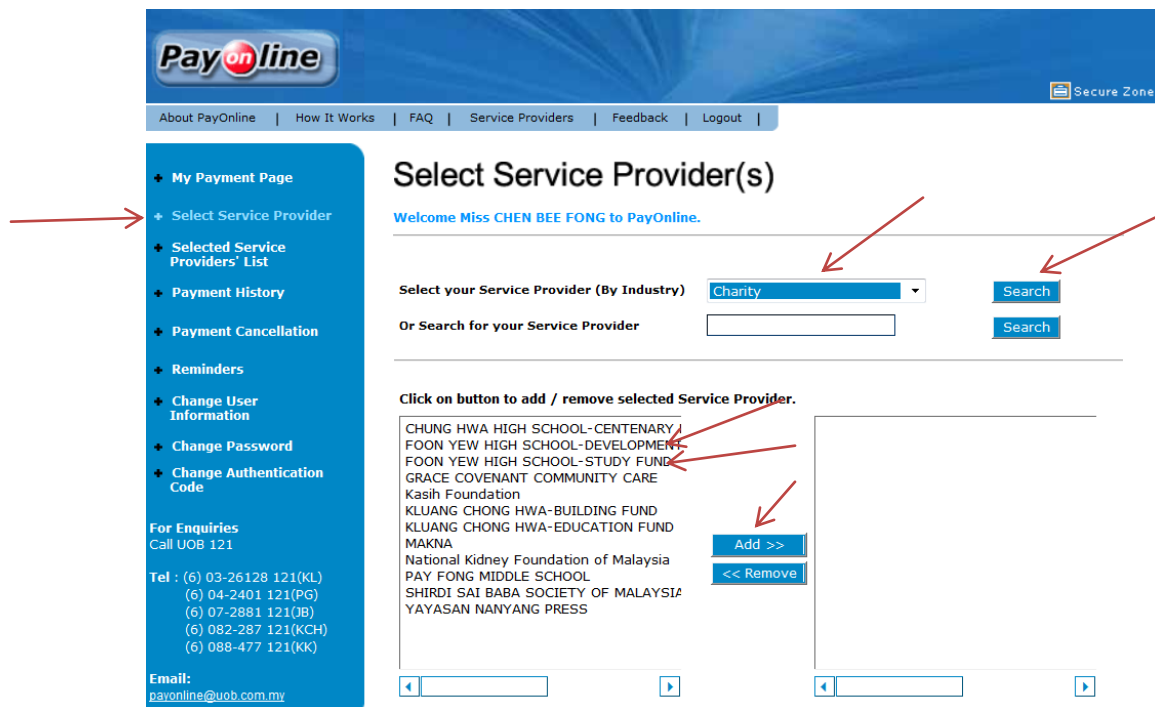 Pay on line
Secure Zone
About PayOnline | How It Works | FAQ | Service Providers | Feedback | Logout |
My Payment Page
Select Service Provider
Selected Service
Providers' List
Payment History
Payment Cancellation
Reminders
Change User
Information
Change Password
Change Authentication
Code
For Enquiries
Call UOB 121
Tel : (6) 03-26128 121(KL)
(6) 04-2401 121(PG)
(6) 07-2881 121(JB)
(6) 082-287 121(KCH)
(6) 088-477 121(KK)
Email:
payonline@uob.com.my
Select Service Provider(s)
Welcome Miss CHEN BEE FONG to PayOnline.
Select your Service Provider (By Industry) Charity Search
Or Search for your Service Provider Search
Click on button to add / remove selected Service Provider.
CHUNG HWA HIGH SCHOOL-CENTENARY
FOON YEW HIGH SCHOOL-DEVELOPMENT
FOON YEW HIGH SCHOOL-STUDY FUND
GRACE COVENANT COMMUNITY CARE
Kasih Foundation
KLUANG CHONG HWA-BUILDING FUND
KLUANG CHONG HWA-EDUCATION FUND
MAKNA
National Kidney Foundation of Malaysia
PAY FONG MIDDLE SCHOOL
SHIRDI SAI BABA SOCIETY OF MALAYSIA
YAYASAN NANYANG PRESS
Add >>
<< Remove